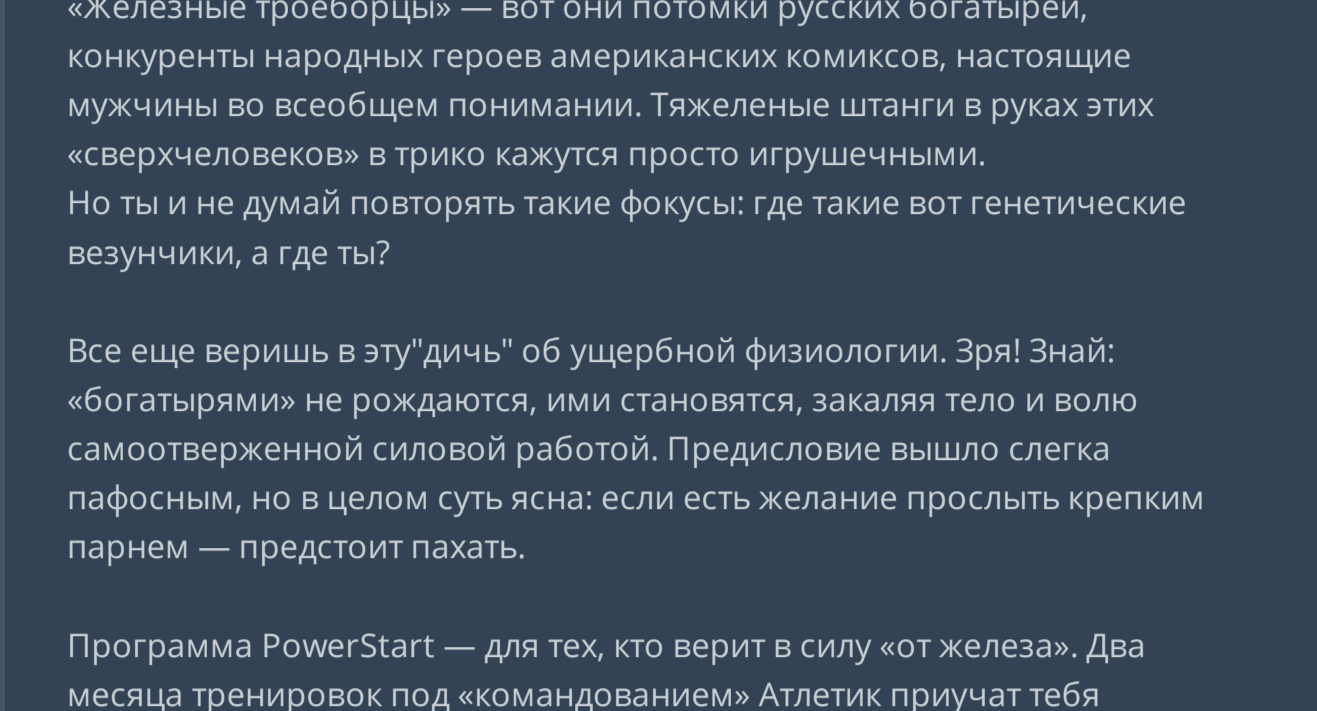 «Железные троеборцы» — вот они потомки русских богатырей,
конкуренты народных героев американских комиксов, настоящие
мужчины во всеобщем понимании. Тяжеленые штанги в руках этих
«сверхчеловеков» в трико кажутся просто игрушечными.
Но ты и не думай повторять такие фокусы: где такие вот генетические
везунчики, а где ты?
Все еще веришь в эту"дичь" об ущербной физиологии. Зря! Знай:
«богатырями» не рождаются, ими становятся, закаляя тело и волю
самоотверженной силовой работой. Предисловие вышло слегка
пафосным, но в целом суть ясна: если есть желание прослыть крепким
парнем — предстоит пахать.
Программа PowerStart — для тех, кто верит в силу «от железа». Два
месяца тренировок под «командованием» Атлетик приучат тебя